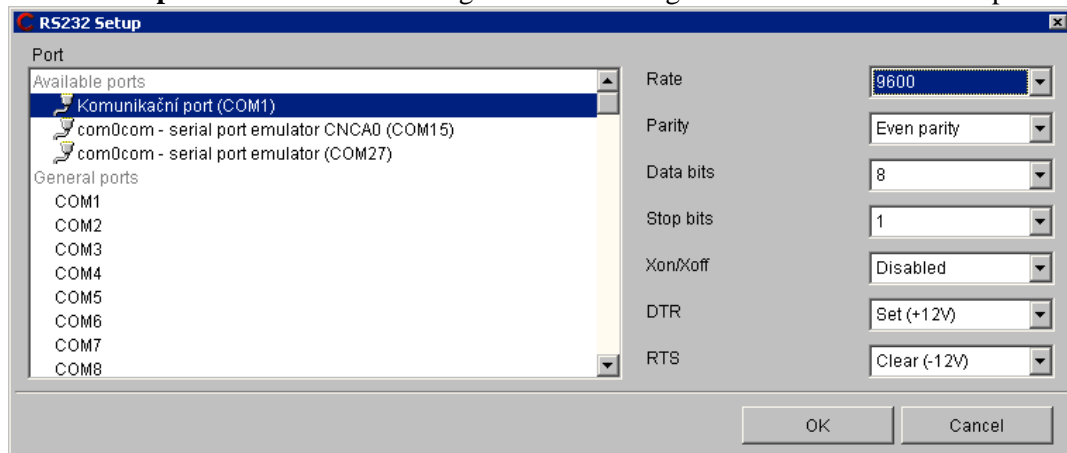 RS232 Setup
Port
Available ports
Komunikační port (COM1)
com0com - serial port emulator CNCA0 (COM15)
com0com - serial port emulator (COM27)
General ports
COM1
COM2
COM3
COM4
COM5
COM6
COM7
COM8
Rate 9600
Parity Even parity
Data bits 8
Stop bits 1
Xon/Xoff Disabled
DTR Set (+12V)
RTS Clear (-12V)
OK Cancel